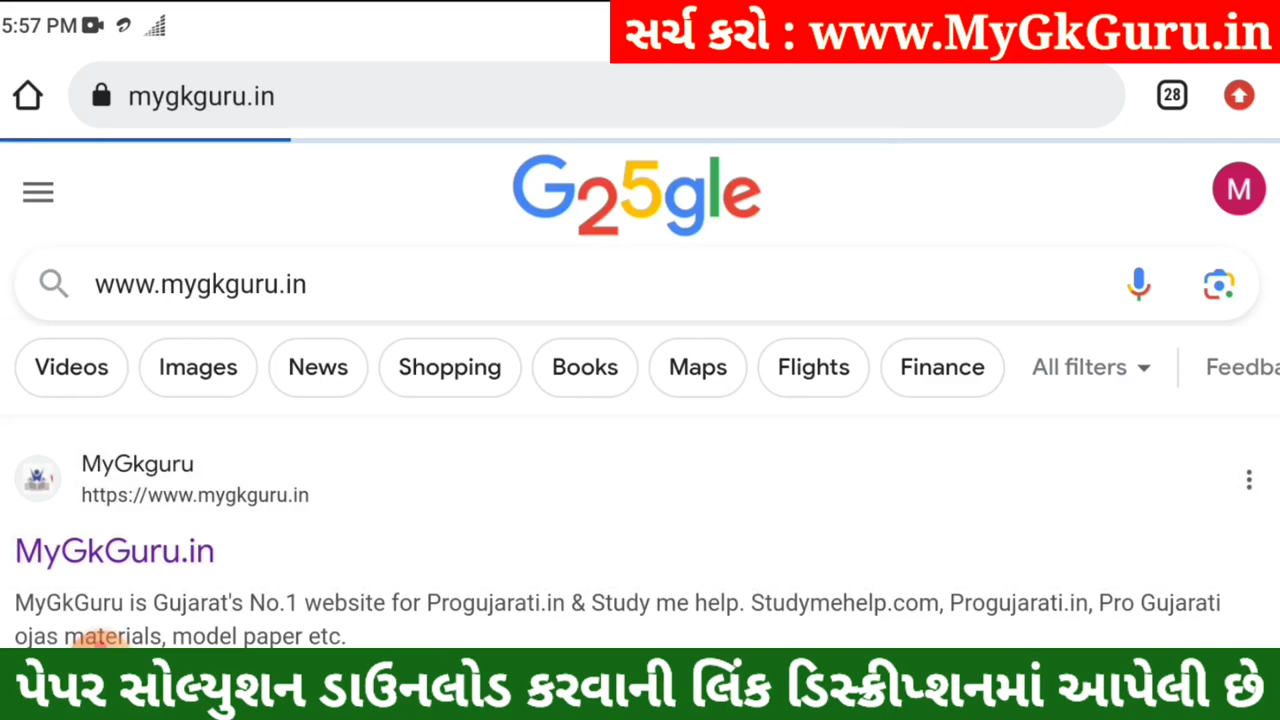 5:57 PM
સર્ચ કરો : www.MyGkGuru.in
mygkguru.in
28
G25gle
M
www.mygkguru.in
Videos Images News Shopping Books Maps Flights Finance All filters Feedba
MyGkguru
https://www.mygkguru.in
MyGkGuru.in
MyGkGuru is Gujarat's No.1 website for Progujarati.in & Study me help. Studymehelp.com, Progujarati.in, Pro Gujarati
ojas materials, model paper etc.
પેપર સોલ્યુશન ડાઉનલોડ કરવાની લિંક ડિસ્ક્રીપ્શનમાં આપેલી છે